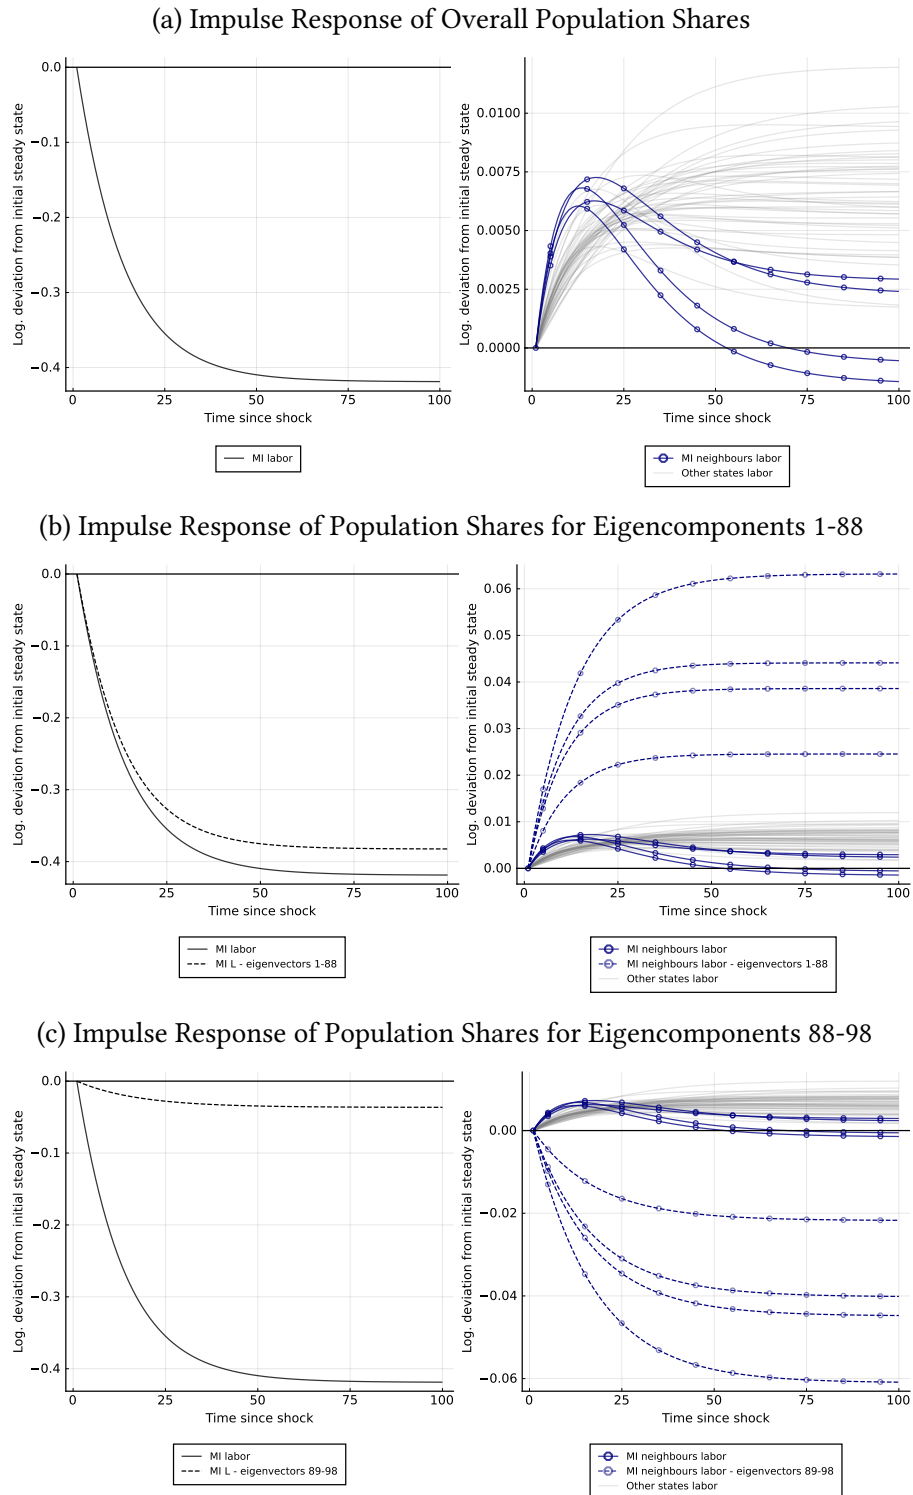 (a) Impulse Response of Overall Population Shares
Log. deviation from initial steady state
0.0
−0.1
−0.2
−0.3
−0.4
0
25
50
75
100
Time since shock
MI labor
Log. deviation from initial steady state
0.0100
0.0075
0.0050
0.0025
0.0000
0
25
50
75
100
Time since shock
MI neighbours labor
Other states labor
(b) Impulse Response of Population Shares for Eigencomponents 1-88
Log. deviation from initial steady state
0.0
−0.1
−0.2
−0.3
−0.4
0
25
50
75
100
Time since shock
MI labor
MI L - eigenvectors 1-88
Log. deviation from initial steady state
0.06
0.05
0.04
0.03
0.02
0.01
0.00
0
25
50
75
100
Time since shock
MI neighbours labor
MI neighbours labor - eigenvectors 1-88
Other states labor
(c) Impulse Response of Population Shares for Eigencomponents 88-98
Log. deviation from initial steady state
0.0
−0.1
−0.2
−0.3
−0.4
0
25
50
75
100
Time since shock
MI labor
MI L - eigenvectors 89-98
Log. deviation from initial steady state
0.00
−0.02
−0.04
−0.06
0
25
50
75
100
Time since shock
MI neighbours labor
MI neighbours labor - eigenvectors 89-98
Other states labor